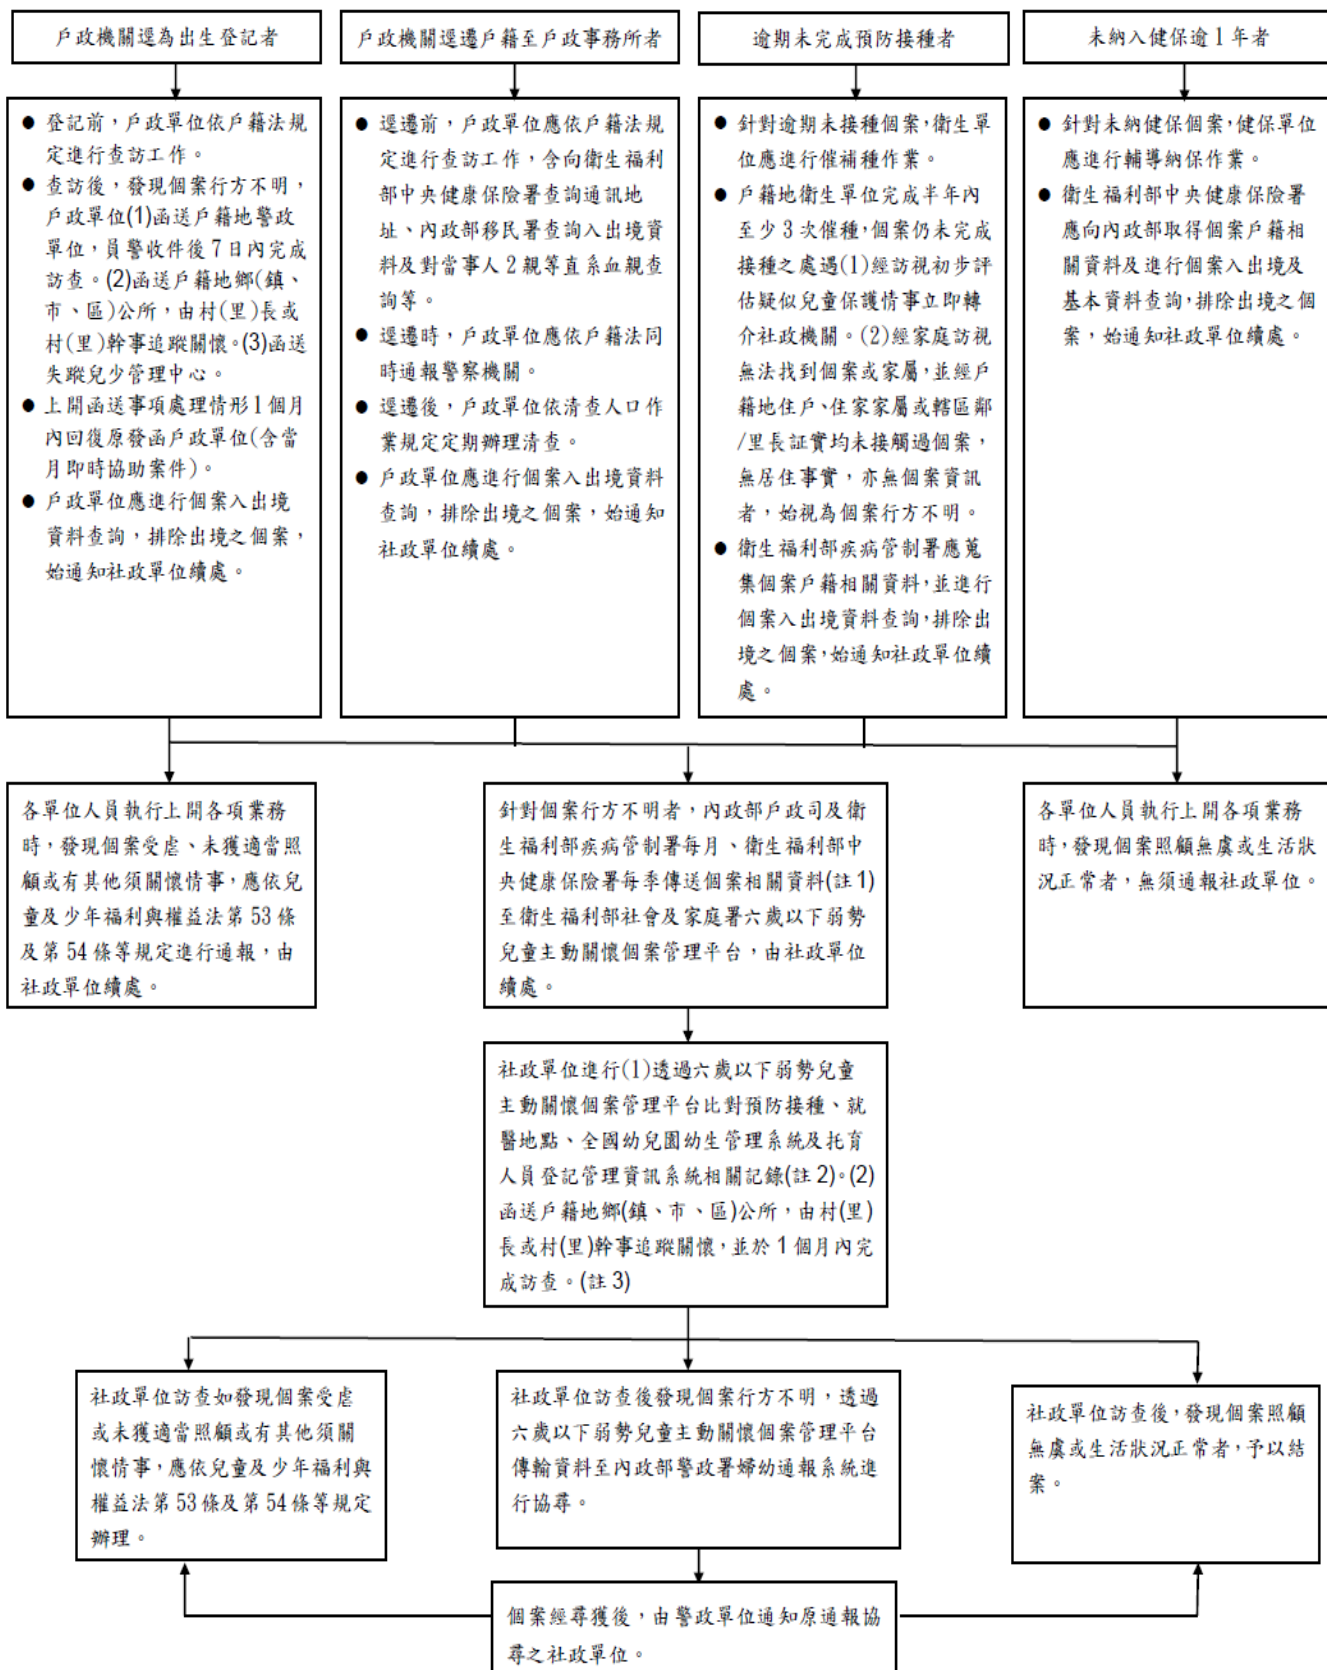 戶政機關逕為出生登記者
戶政機關逕遷戶籍至戶政事務所者
逾期未完成預防接種者
未納入健保逾1年者
● 登記前，戶政單位依戶籍法規
定進行查訪工作。
● 查訪後，發現個案行方不明，
戶政單位(1)函送戶籍地警政
單位，員警收件後7日內完成
訪查。(2)函送戶籍地鄉(鎮、
市、區)公所，由村(里)長或
村(里)幹事追蹤關懷。(3)函送
失蹤兒少管理中心。
● 上開函送事項處理情形1個月
內回復原發函戶政單位(含當
月即時協助案件)。
● 戶政單位應進行個案入出境
資料查詢，排除出境之個案，
始通知社政單位續處。
● 逕遷前，戶政單位應依戶籍法規
定進行查訪工作，含向衛生福利
部中央健康保險署查詢通訊地
址、內政部移民署查詢入出境資
料及對當事人2親等直系血親查
詢等。
● 逕遷時，戶政單位應依戶籍法同
時通報警察機關。
● 逕遷後，戶政單位依清查人口作
業規定定期辦理清查。
● 戶政單位應進行個案入出境資料
查詢，排除出境之個案，始通知
社政單位續處。
● 針對逾期未接種個案，衛生單
位應進行催補種作業。
● 戶籍地衛生單位完成半年內
至少3次催種，個案仍未完成
接種之處遇(1)經訪視初步評
估疑似兒童保護情事立即轉
介社政機關。(2)經家庭訪視
無法找到個案或家屬，並經戶
籍地住戶、住家家屬或轄區鄰
/里長証實均未接觸過個案，
無居住事實，亦無個案資訊
者，始視為個案行方不明。
● 衛生福利部疾病管制署應蒐
集個案戶籍相關資料，並進行
個案入出境資料查詢，排除出
境之個案，始通知社政單位續
處。
● 針對未納健保個案，健保單位
應進行輔導納保作業。
● 衛生福利部中央健康保險署
應向內政部取得個案戶籍相
關資料及進行個案入出境及
基本資料查詢，排除出境之個
案，始通知社政單位續處。
各單位人員執行上開各項業務
時，發現個案受虐、未獲適當照
顧或有其他須關懷情事，應依兒
童及少年福利與權益法第53條
及第54條等規定進行通報，由
社政單位續處。
針對個案行方不明者，內政部戶政司及衛
生福利部疾病管制署每月、衛生福利部中
央健康保險署每季傳送個案相關資料(註1)
至衛生福利部社會及家庭署六歲以下弱勢
兒童主動關懷個案管理平台，由社政單位
續處。
各單位人員執行上開各項業務
時，發現個案照顧無虞或生活狀
況正常者，無須通報社政單位。
社政單位進行(1)透過六歲以下弱勢兒童
主動關懷個案管理平台比對預防接種、就
醫地點、全國幼兒園幼生管理系統及托育
人員登記管理資訊系統相關記錄(註2)。(2)
函送戶籍地鄉(鎮、市、區)公所，由村(里)
長或村(里)幹事追蹤關懷，並於1個月內完
成訪查。(註3)
社政單位訪查如發現個案受虐
或未獲適當照顧或有其他須關
懷情事，應依兒童及少年福利與
權益法第53條及第54條等規定
辦理。
社政單位訪查後發現個案行方不明，透過
六歲以下弱勢兒童主動關懷個案管理平台
傳輸資料至內政部警政署婦幼通報系統進
行協尋。
社政單位訪查後，發現個案照顧
無虞或生活狀況正常者，予以結
案。
個案經尋獲後，由警政單位通知原通報協
尋之社政單位。